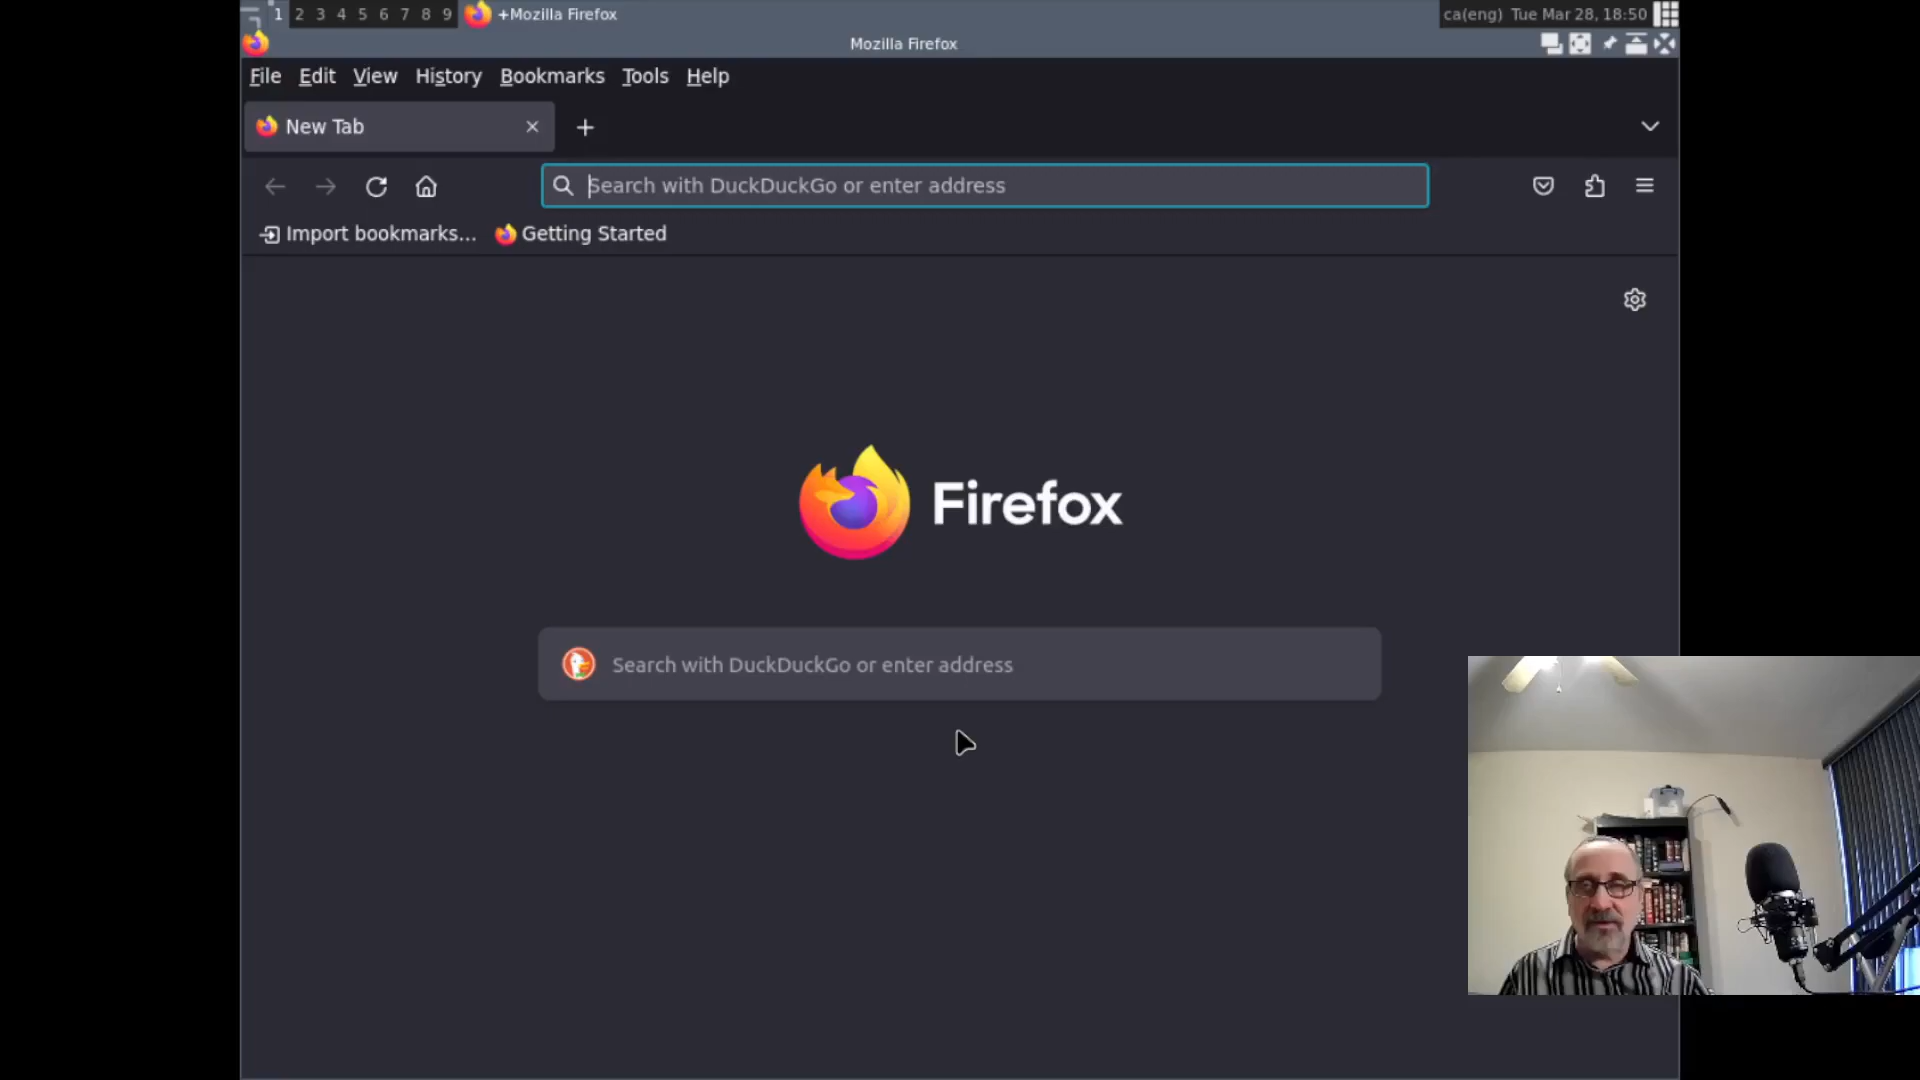 1 2 3 4 5 6 7 8 9 +Mozilla Firefox ca(eng) Tue Mar 28, 18:50
Mozilla Firefox
File Edit View History Bookmarks Tools Help
New Tab
Search with DuckDuckGo or enter address
Import bookmarks... Getting Started
Firefox
Search with DuckDuckGo or enter address